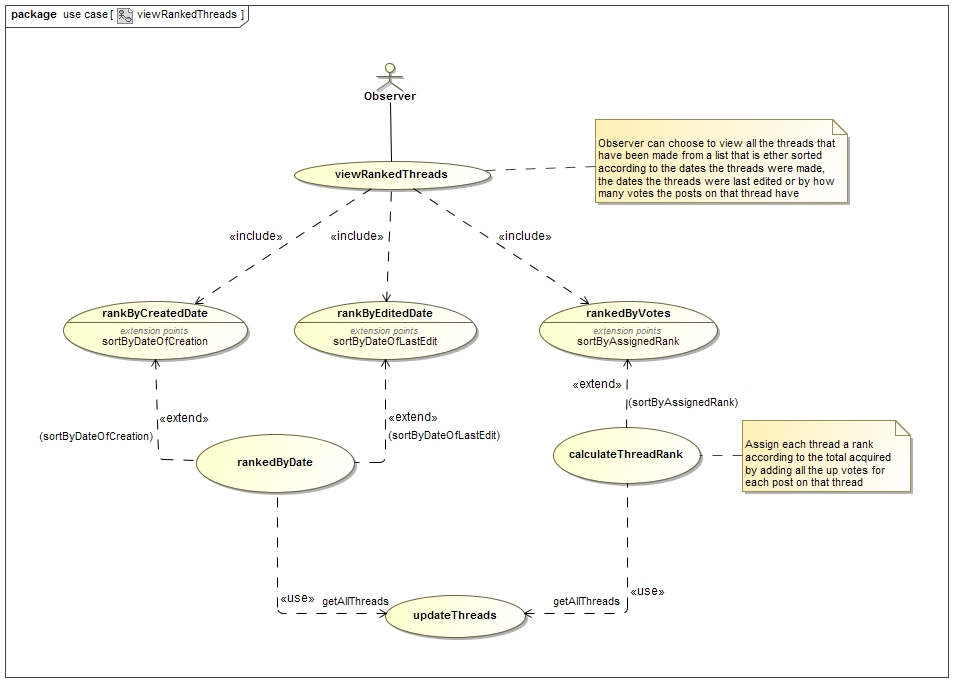 package use case [ viewRankedThreads ]
Observer
Observer can choose to view all the threads that
have been made from a list that is ether sorted
according to the dates the threads were made,
the dates the threads were last edited or by how
many votes the posts on that thread have
viewRankedThreads
«include»
«include»
«include»
rankByCreatedDate
extension points
sortByDateOfCreation
rankByEditedDate
extension points
sortByDateOfLastEdit
rankedByVotes
extension points
sortByAssignedRank
«extend»
(sortByDateOfCreation)
«extend»
(sortByDateOfLastEdit)
«extend»
(sortByAssignedRank)
rankedByDate
calculateThreadRank
Assign each thread a rank
according to the total acquired
by adding all the up votes for
each post on that thread
«use»
getAllThreads
getAllThreads
«use»
updateThreads